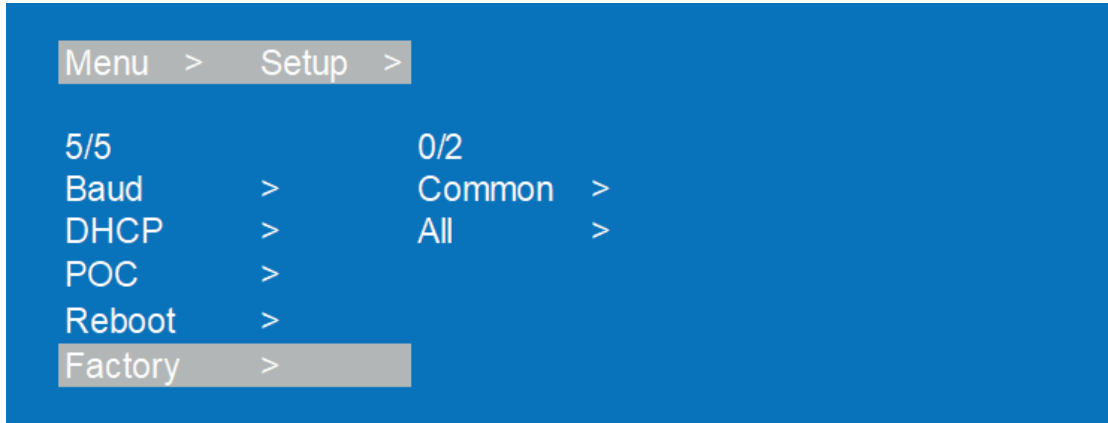 Menu > Setup >
5/5 0/2
Baud > Common >
DHCP > All >
POC >
Reboot >
Factory >